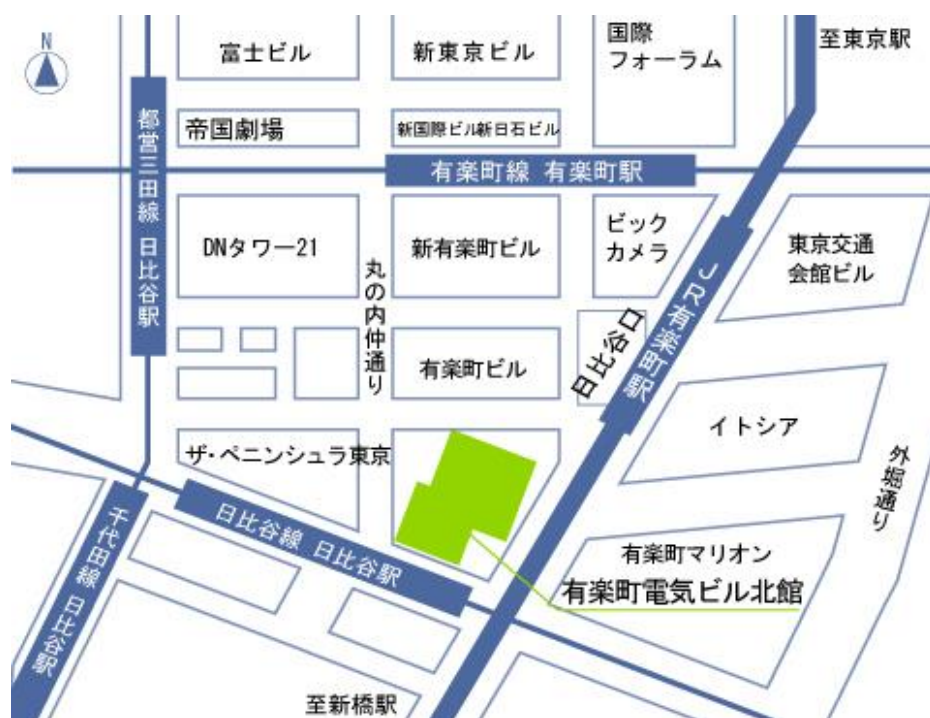 N
富士ビル
新東京ビル
国際
フォーラム
至東京駅
帝国劇場
新国際ビル新日石ビル
都営三田線 日比谷駅
有楽町線 有楽町駅
DNタワー21
丸の内仲通り
新有楽町ビル
ビック
カメラ
東京交通
会館ビル
JR有楽町駅
日比谷口
有楽町ビル
イトシア
外堀通り
ザ・ペニンシュラ東京
千代田線 日比谷駅
日比谷線 日比谷駅
有楽町マリオン
有楽町電気ビル北館
至新橋駅